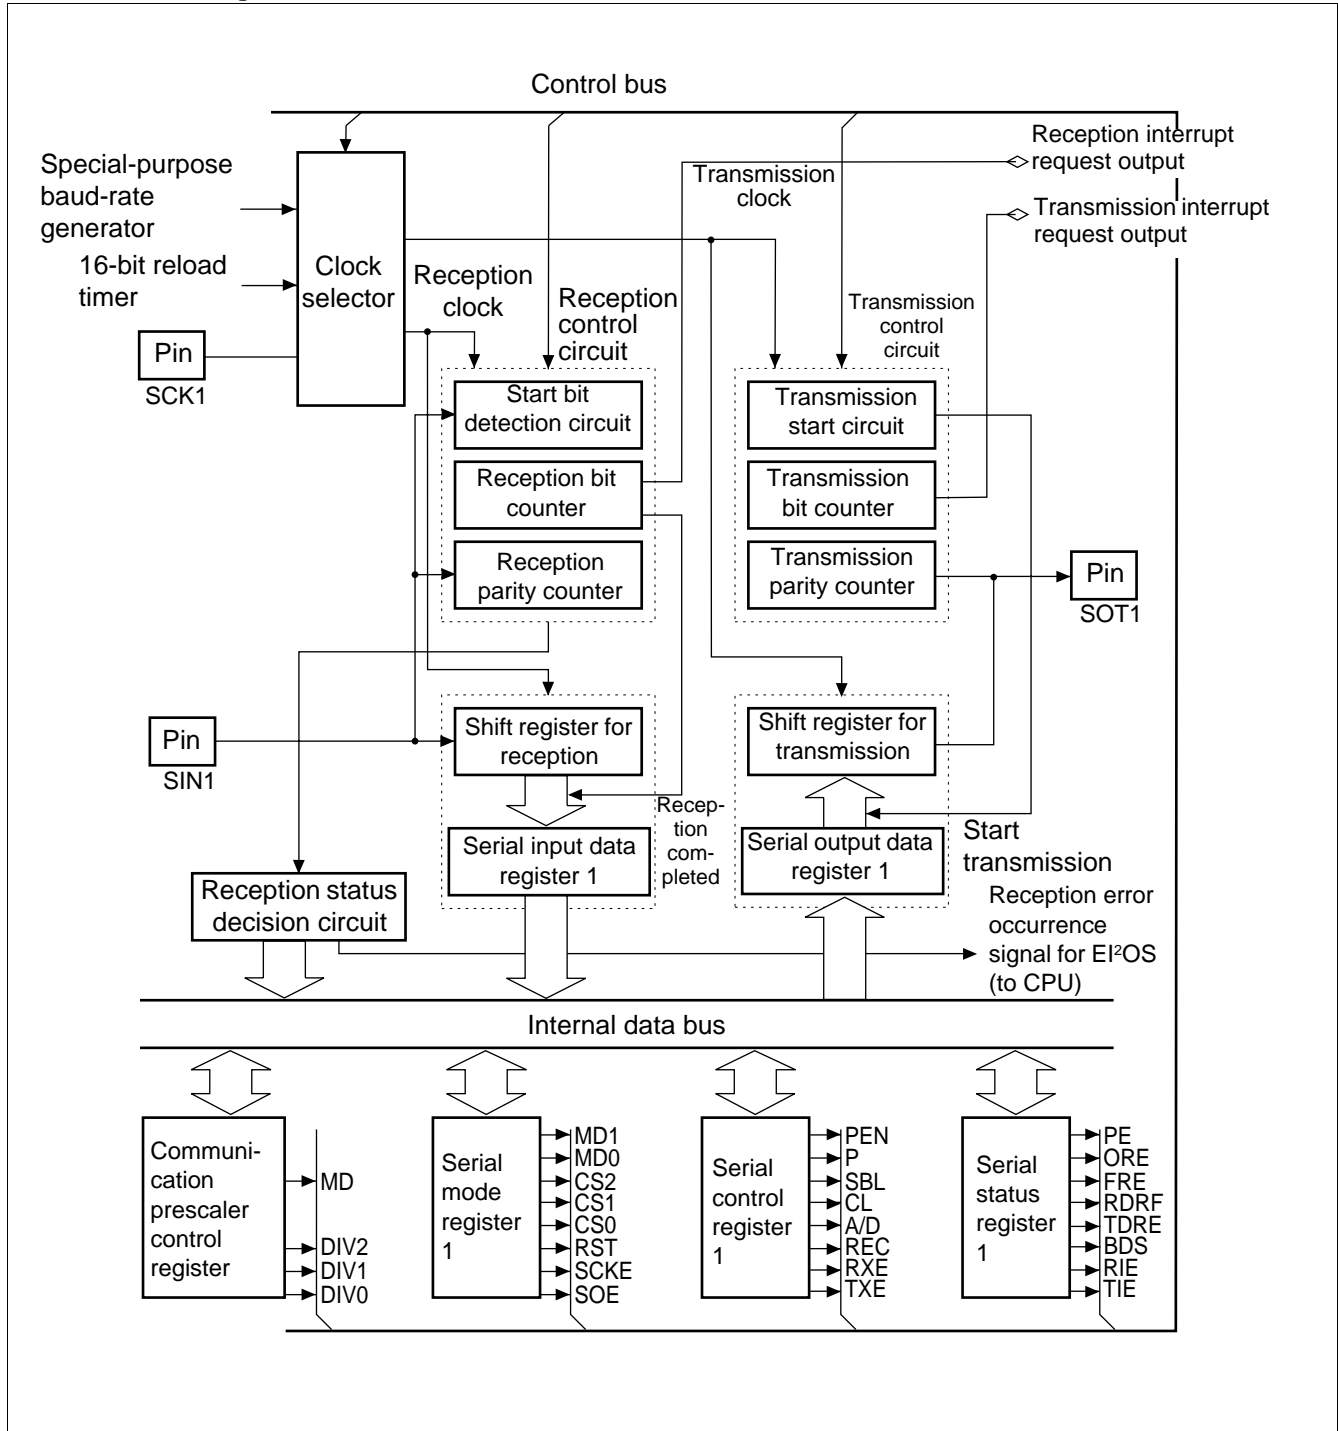 Control bus
Reception interrupt
request output
Special-purpose
baud-rate
generator
Transmission
clock
Transmission interrupt
request output
16-bit reload
timer
Clock
selector
Reception
clock
Reception
control
circuit
Transmission
control
circuit
Pin
SCK1
Start bit
detection circuit
Transmission
start circuit
Reception bit
counter
Transmission
bit counter
Reception
parity counter
Transmission
parity counter
Pin
SOT1
Pin
SIN1
Shift register for
reception
Shift register for
transmission
Recep-
tion
com-
pleted
Serial input data
register 1
Serial output data
register 1
Start
transmission
Reception status
decision circuit
Reception error
occurrence
signal for EI²OS
(to CPU)
Internal data bus
Communi-
cation
prescaler
control
register
MD
DIV2
DIV1
DIV0
Serial
mode
register
1
MD1
MD0
CS2
CS1
CS0
RST
SCKE
SOE
Serial
control
register
1
PEN
P
SBL
CL
A/D
REC
RXE
TXE
Serial
status
register
1
PE
ORE
FRE
RDRF
TDRE
BDS
RIE
TIE